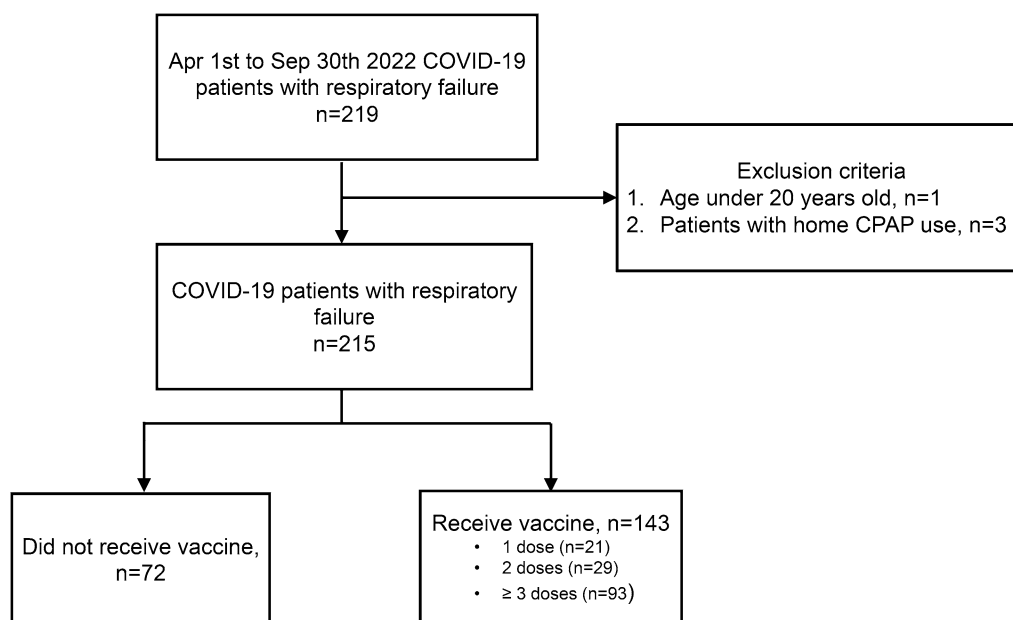 Apr 1st to Sep 30th 2022 COVID-19
patients with respiratory failure
n=219
Exclusion criteria
1. Age under 20 years old, n=1
2. Patients with home CPAP use, n=3
COVID-19 patients with respiratory
failure
n=215
Did not receive vaccine,
n=72
Receive vaccine, n=143
• 1 dose (n=21)
• 2 doses (n=29)
• ≥ 3 doses (n=93)